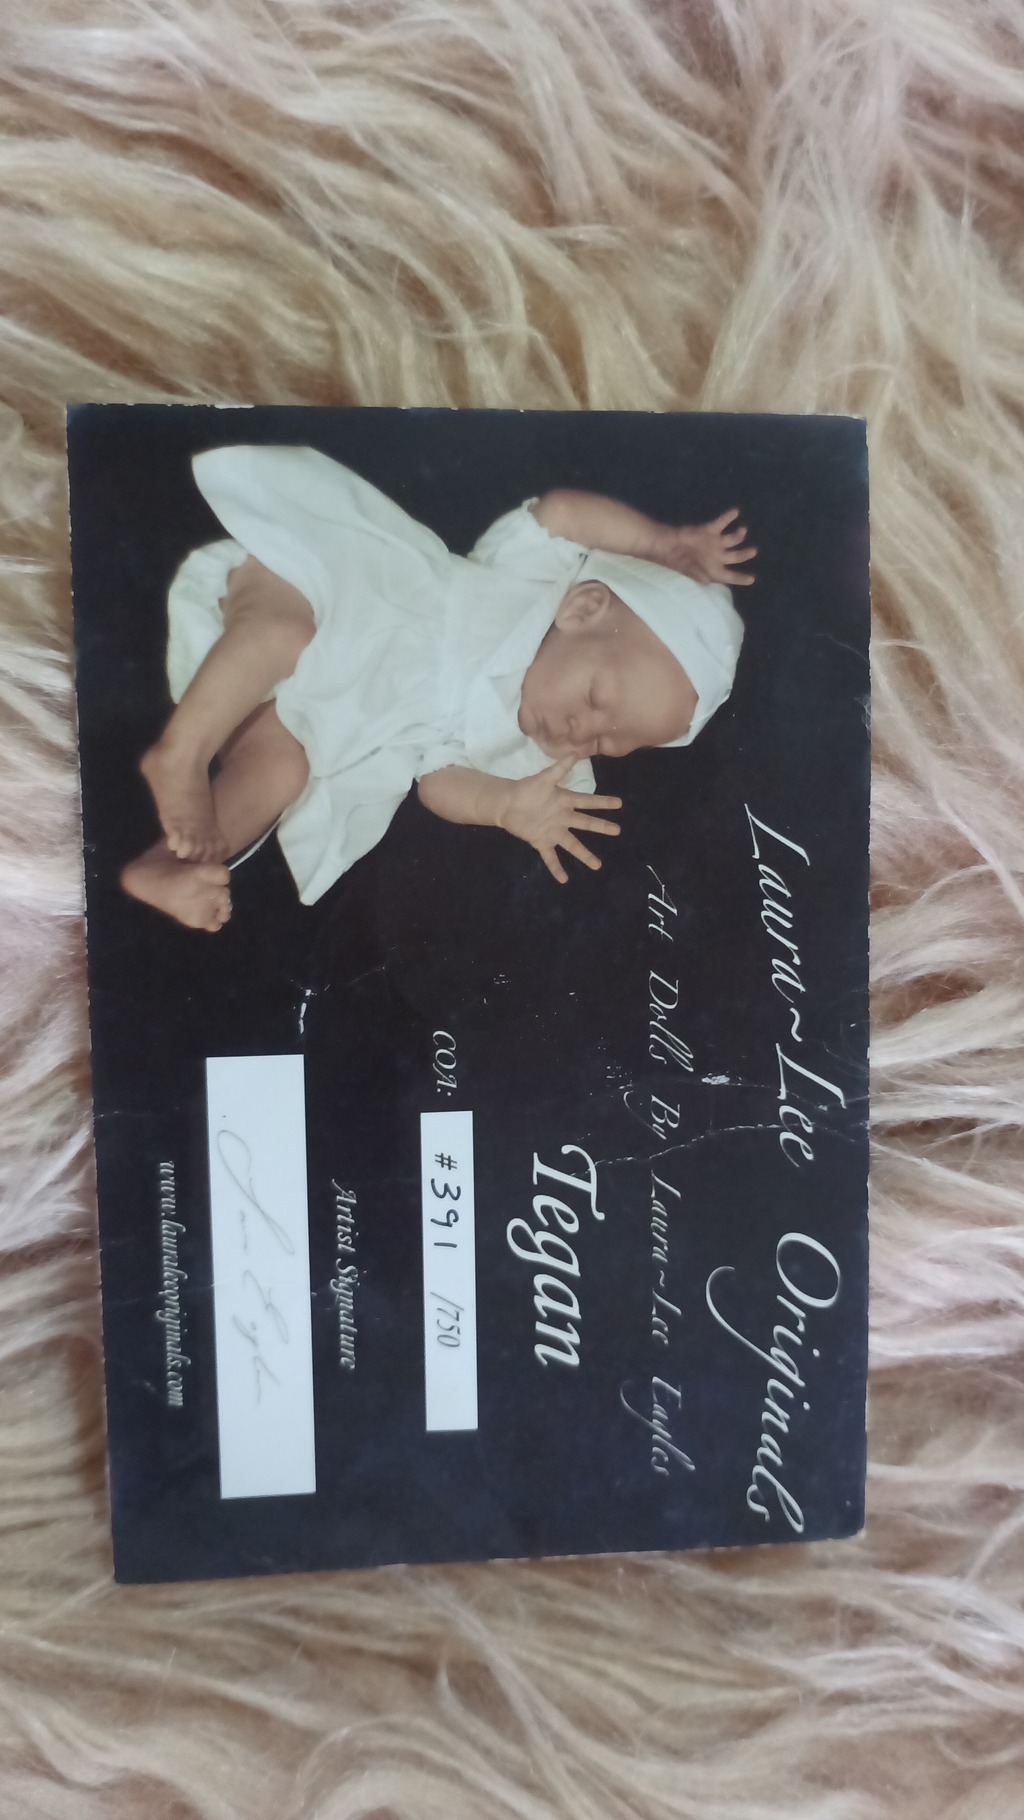 Laura~Lee Originals
Art Dolls By Laura~Lee Eagles
Tegan
COA: #391 /750
Artist Signature
www.lauraleeoriginals.com